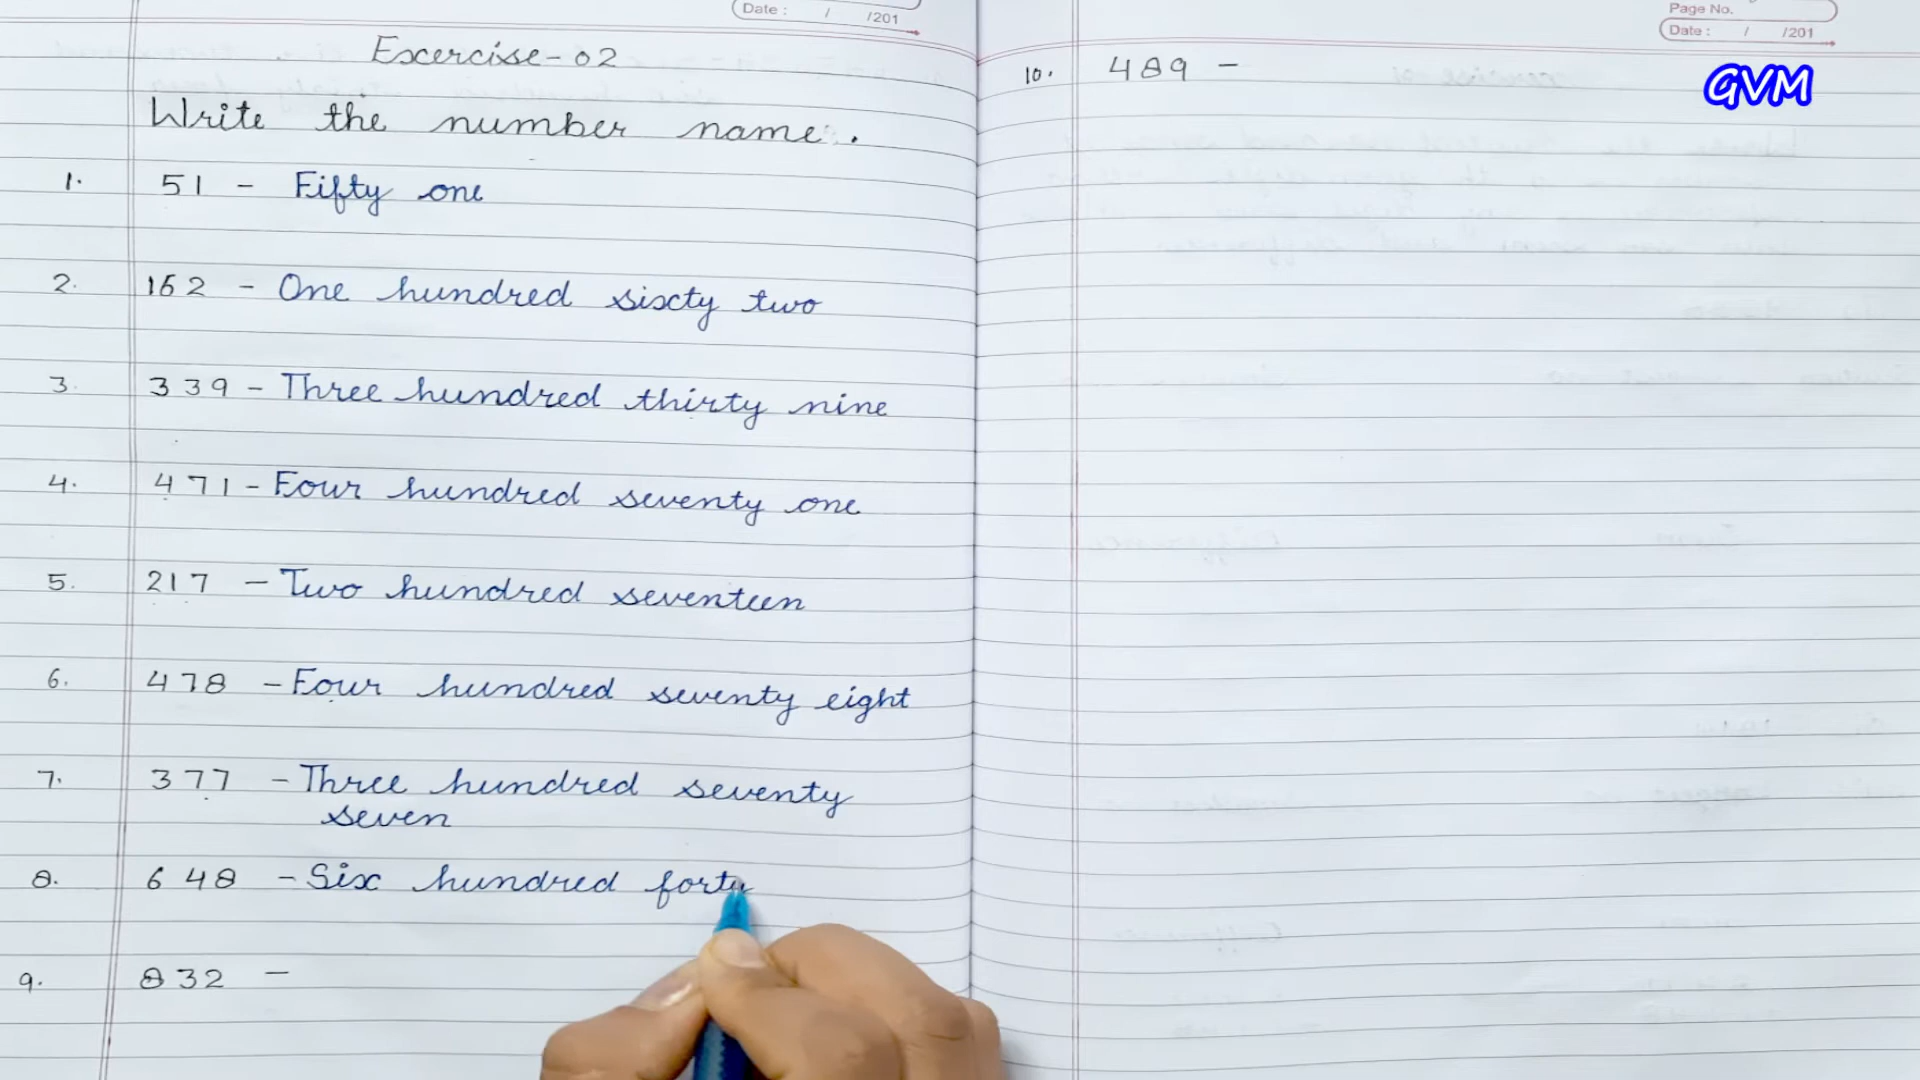 Date : / /201
Excercise-02
Write the number name.
1. 51 - Fifty one
2. 162 - One hundred sixty two
3. 339 - Three hundred thirty nine
4. 471 - Four hundred seventy one
5. 217 - Two hundred seventeen
6. 478 - Four hundred seventy eight
7. 377 - Three hundred seventy
seven
8. 648 - Six hundred forty
9. 832 -
Page No.
Date : / /201
10. 489 -
GVM